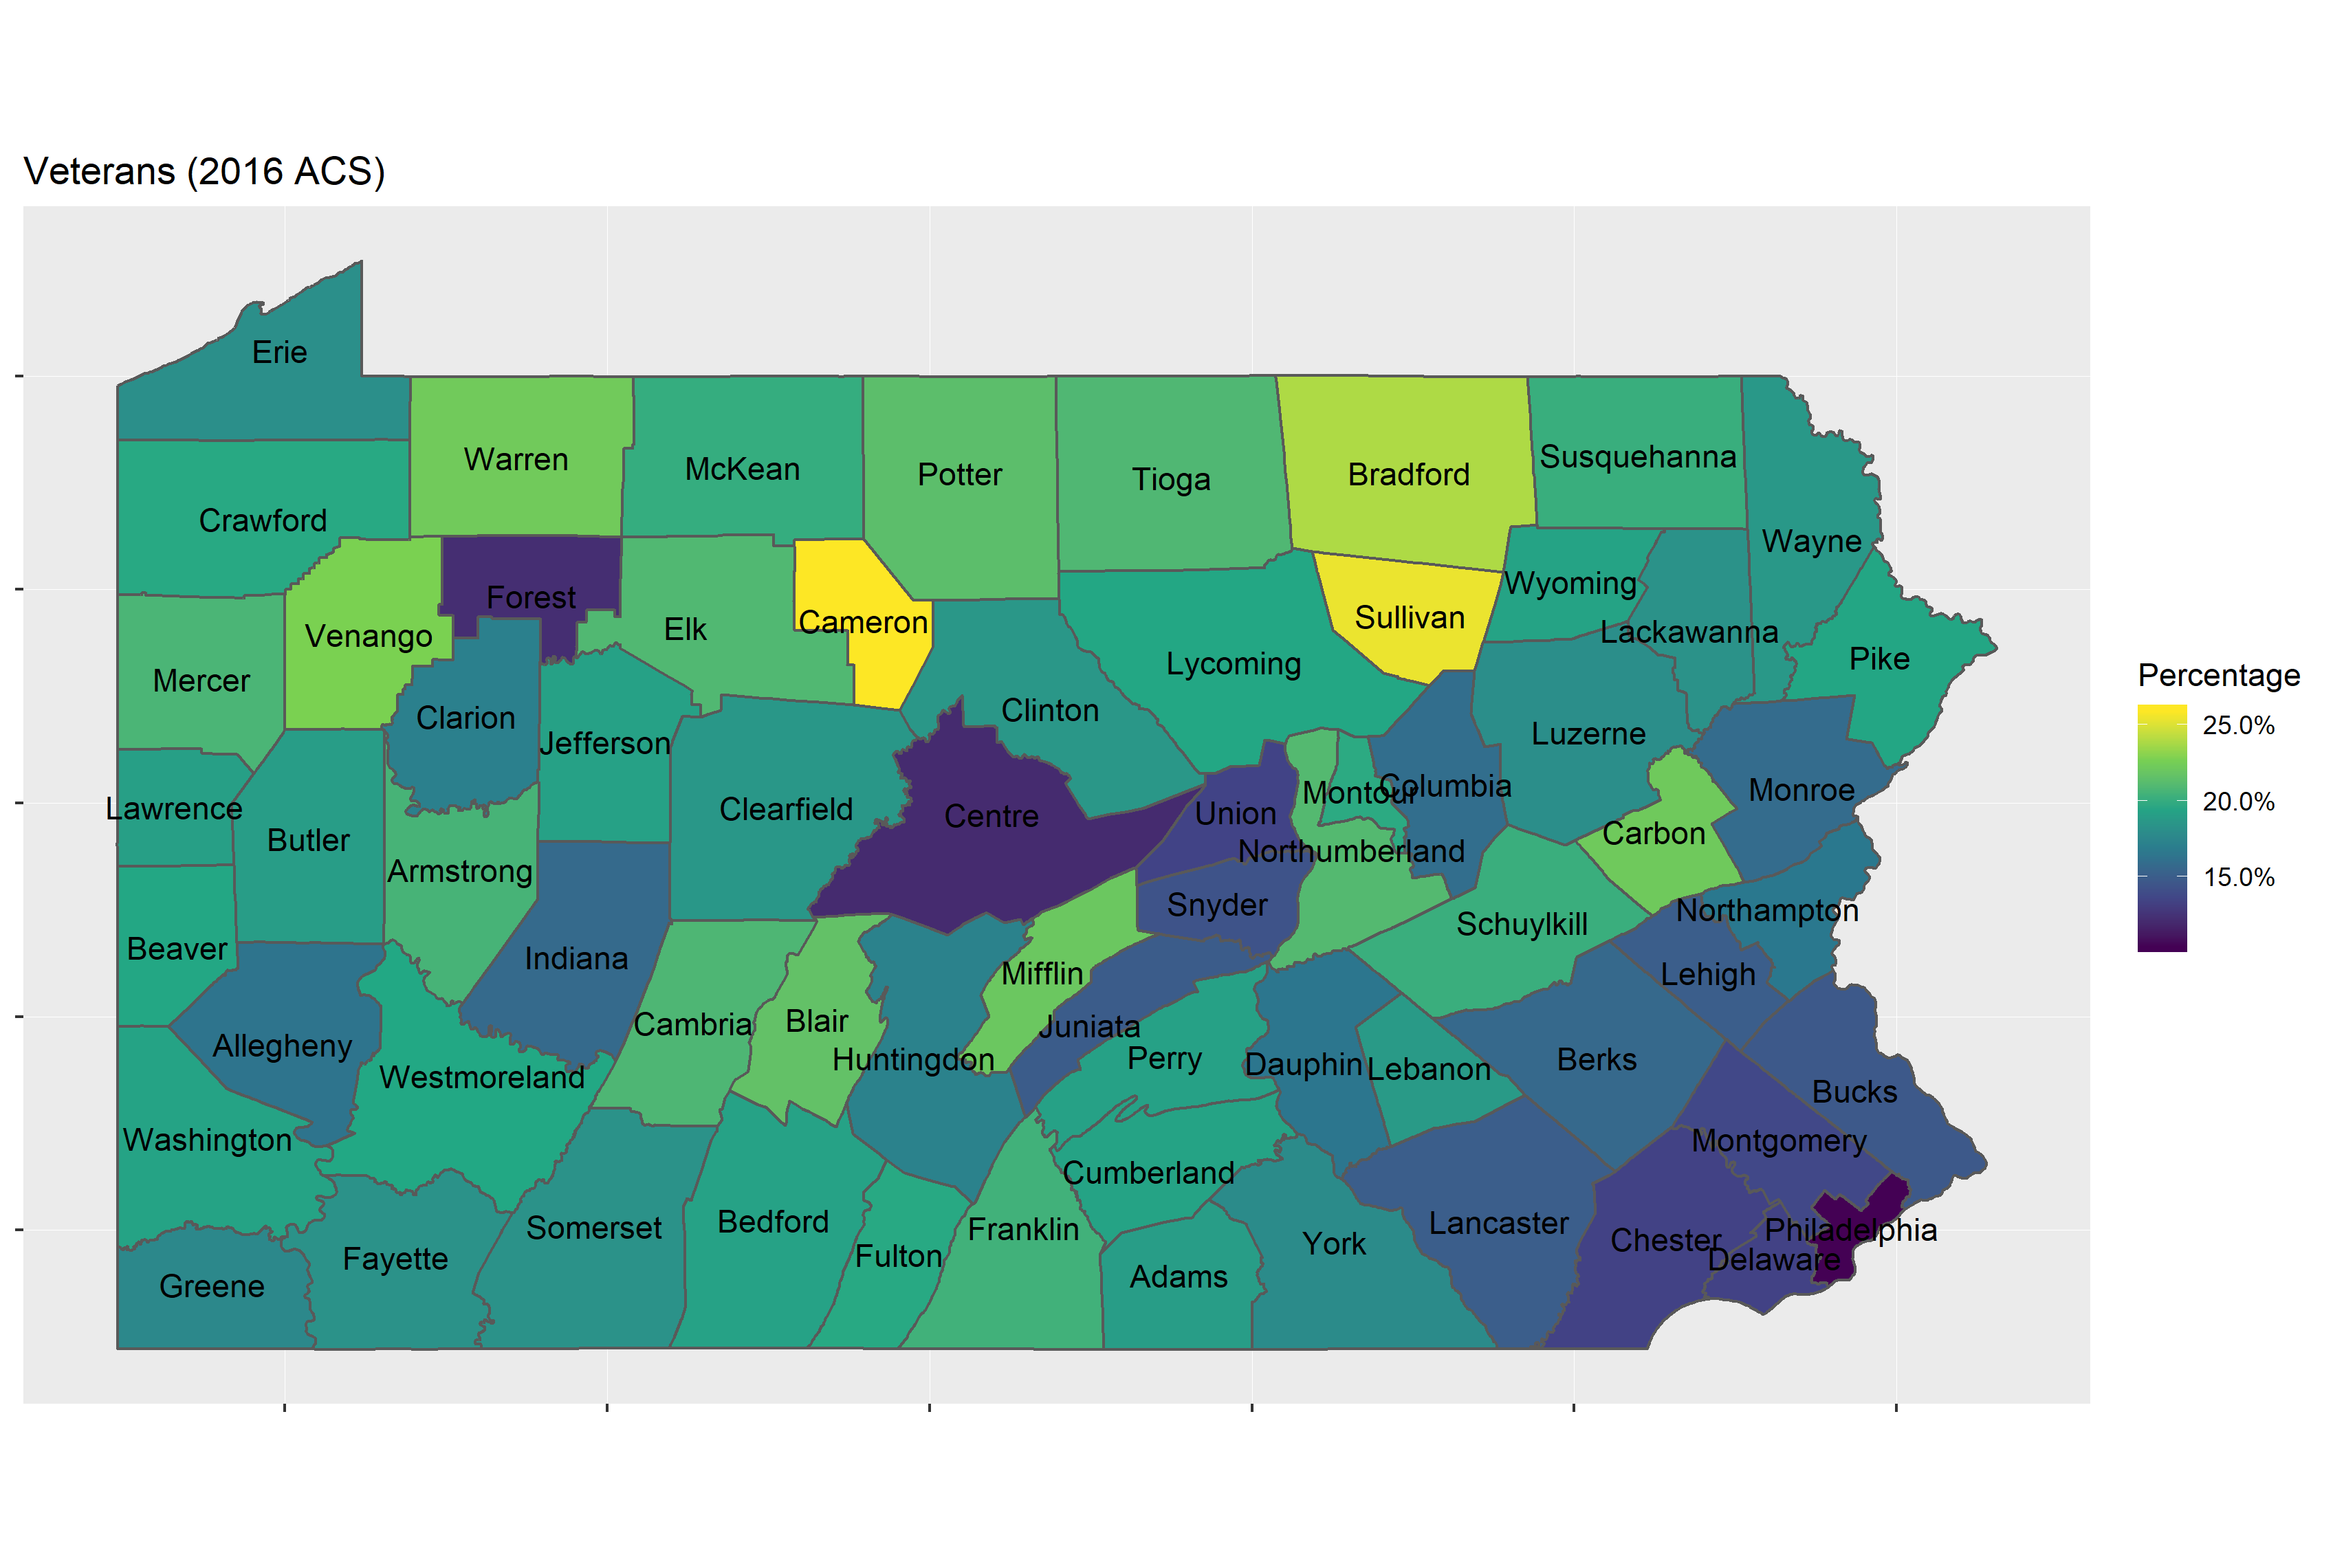 Veterans (2016 ACS)
Erie
Warren
McKean
Potter
Tioga
Bradford
Susquehanna
Crawford
Wayne
Forest
Venango
Elk
Cameron
Sullivan
Wyoming
Lackawanna
Mercer
Clarion
Jefferson
Clinton
Lycoming
Pike
Luzerne
Lawrence
Butler
Clearfield
Centre
Union
Montour
Columbia
Monroe
Carbon
Armstrong
Northumberland
Snyder
Schuylkill
Northampton
Beaver
Indiana
Mifflin
Lehigh
Allegheny
Cambria
Blair
Juniata
Westmoreland
Huntingdon
Perry
Dauphin
Lebanon
Berks
Bucks
Washington
Cumberland
Montgomery
Somerset
Bedford
Franklin
Lancaster
Philadelphia
Greene
Fayette
Fulton
Adams
York
Chester
Delaware
Percentage
25.0%
20.0%
15.0%